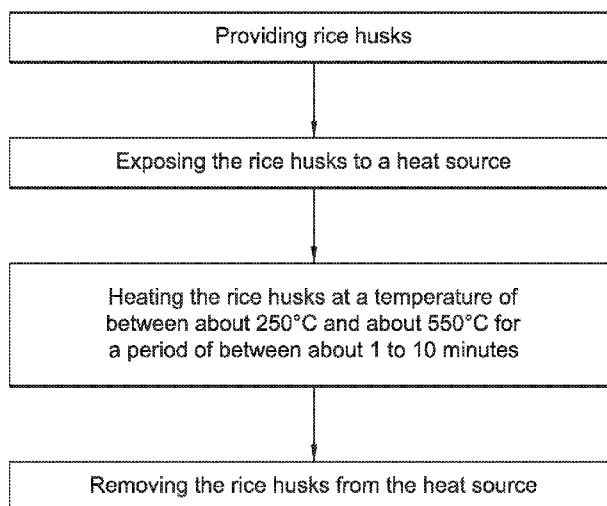 Providing rice husks
Exposing the rice husks to a heat source
Heating the rice husks at a temperature of
between about 250°C and about 550°C for
a period of between about 1 to 10 minutes
Removing the rice husks from the heat source